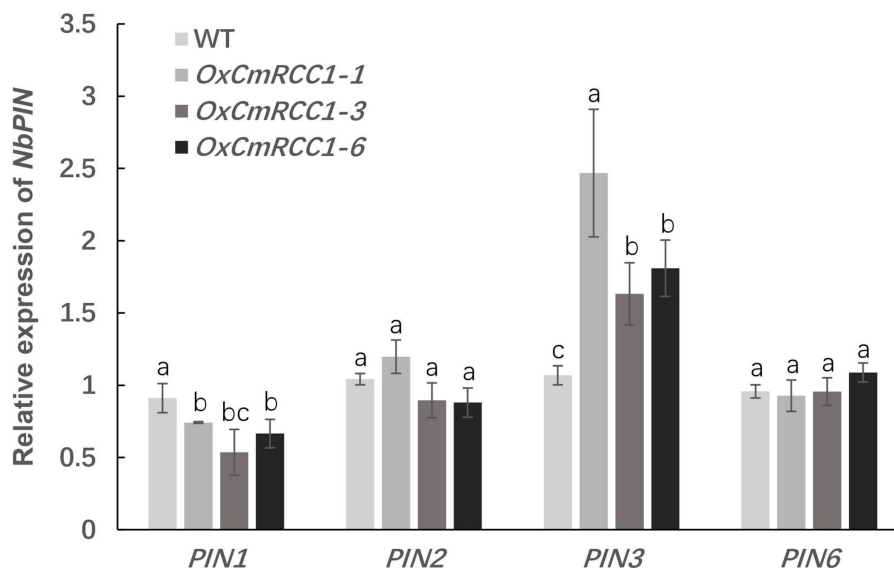 Relative expression of NbPIN
3.5
3
2.5
2
1.5
1
0.5
0
WT
OxCmRCC1-1
OxCmRCC1-3
OxCmRCC1-6
a
b
bc
b
a
a
a
a
c
a
b
b
a
a
a
a
PIN1
PIN2
PIN3
PIN6